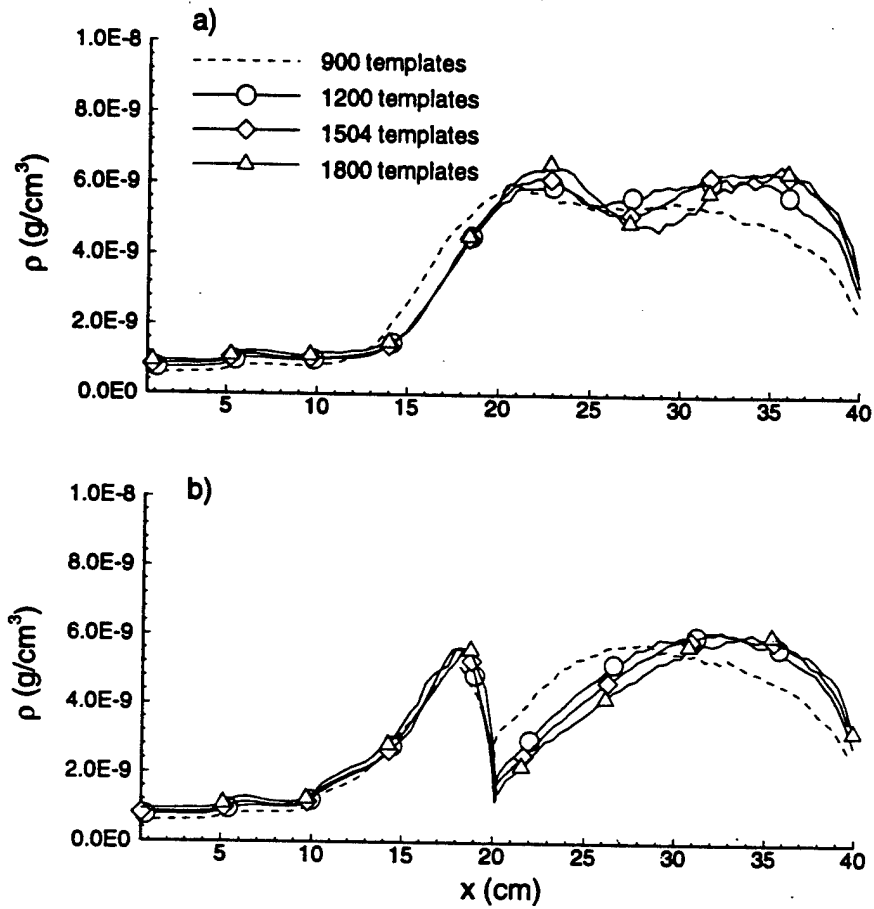 a)
1.0E-8
8.0E-9
6.0E-9
4.0E-9
2.0E-9
0.0E0
ρ (g/cm³)
900 templates
1200 templates
1504 templates
1800 templates
5 10 15 20 25 30 35 40
b)
1.0E-8
8.0E-9
6.0E-9
4.0E-9
2.0E-9
0.0E0
ρ (g/cm³)
5 10 15 20 25 30 35 40
x (cm)